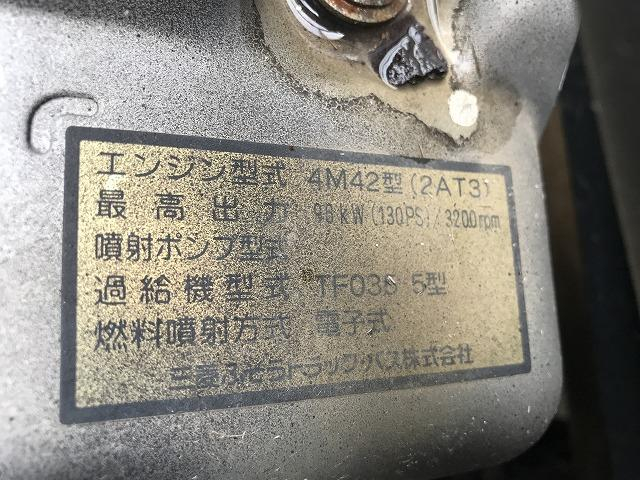 エンジン型式 4M42型(2AT3)
最高出力 96kW(130PS)/3200rpm
噴射ポンプ型式
過給機型式 TF035 5型
燃料噴射方式 電子式
三菱ふそうトラック・バス株式会社